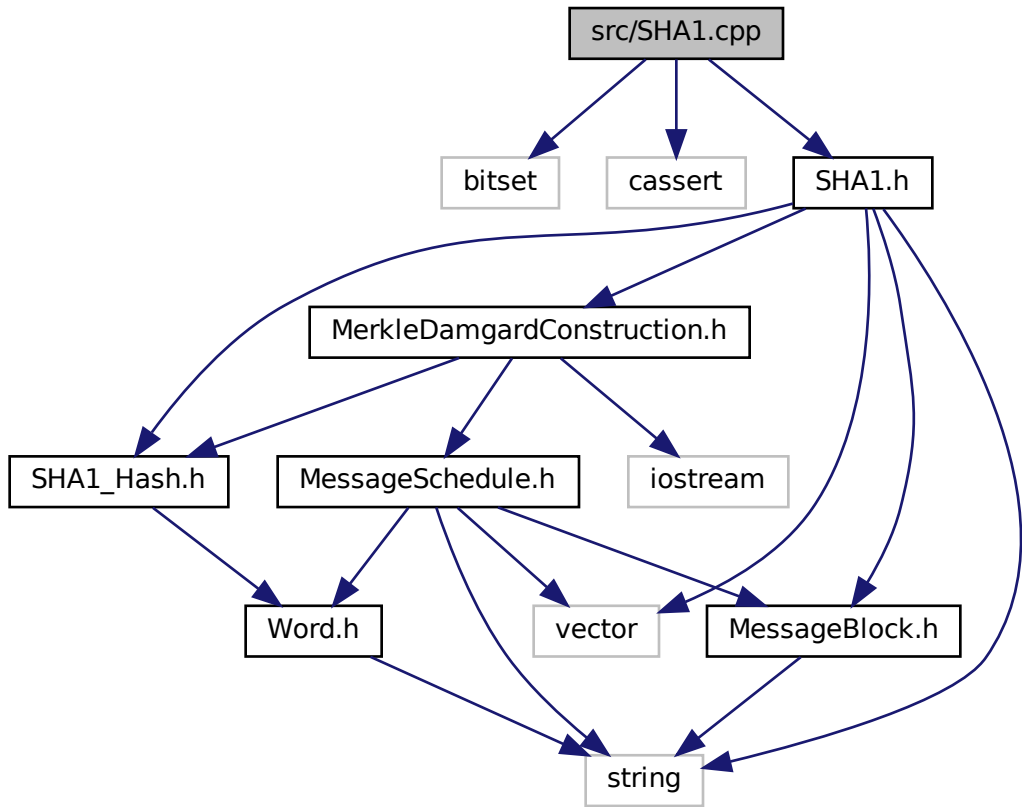 src/SHA1.cpp
bitset
cassert
SHA1.h
MerkleDamgardConstruction.h
SHA1_Hash.h
MessageSchedule.h
iostream
Word.h
vector
MessageBlock.h
string